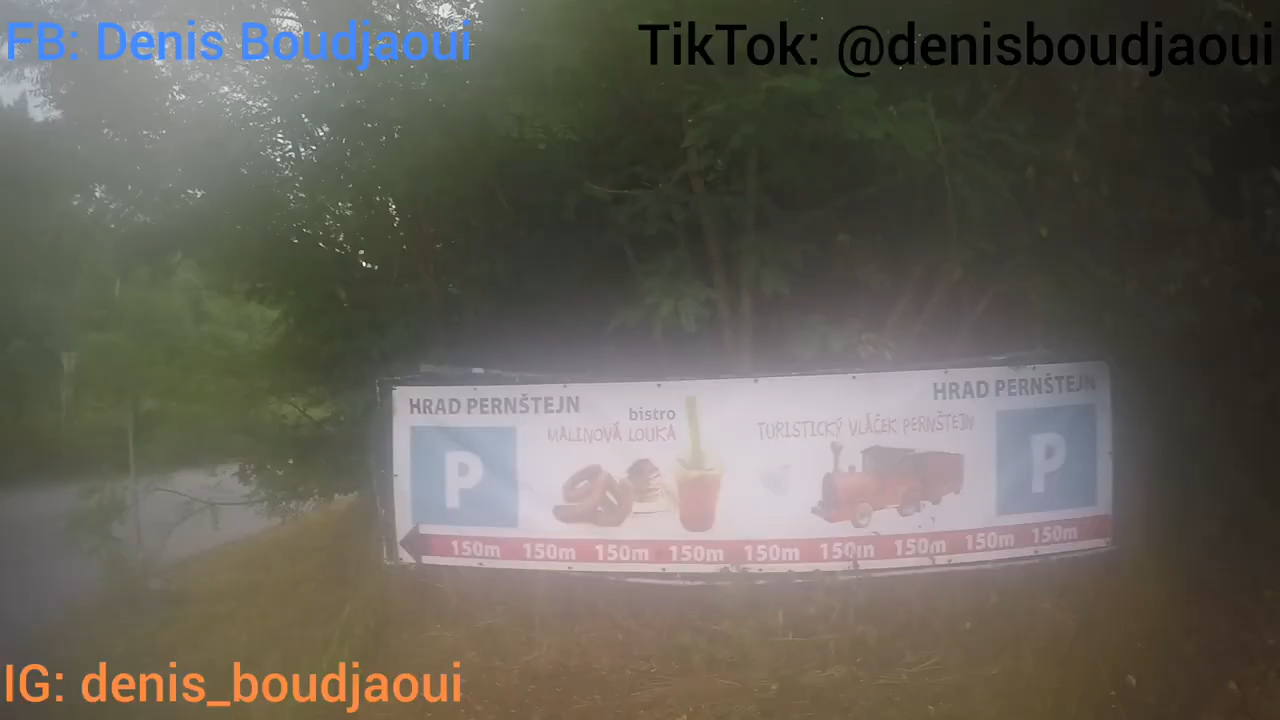 FB: Denis Boudjaoui
TikTok: @denisboudjaoui
HRAD PERNŠTEJN
HRAD PERNŠTEJN
bistro
MALINOVÁ LOUKA
TURISTICKÝ VLÁČEK PERNŠTEJN
P
P
150m 150m 150m 150m 150m 150m 150m 150m 150m
IG: denis_boudjaoui